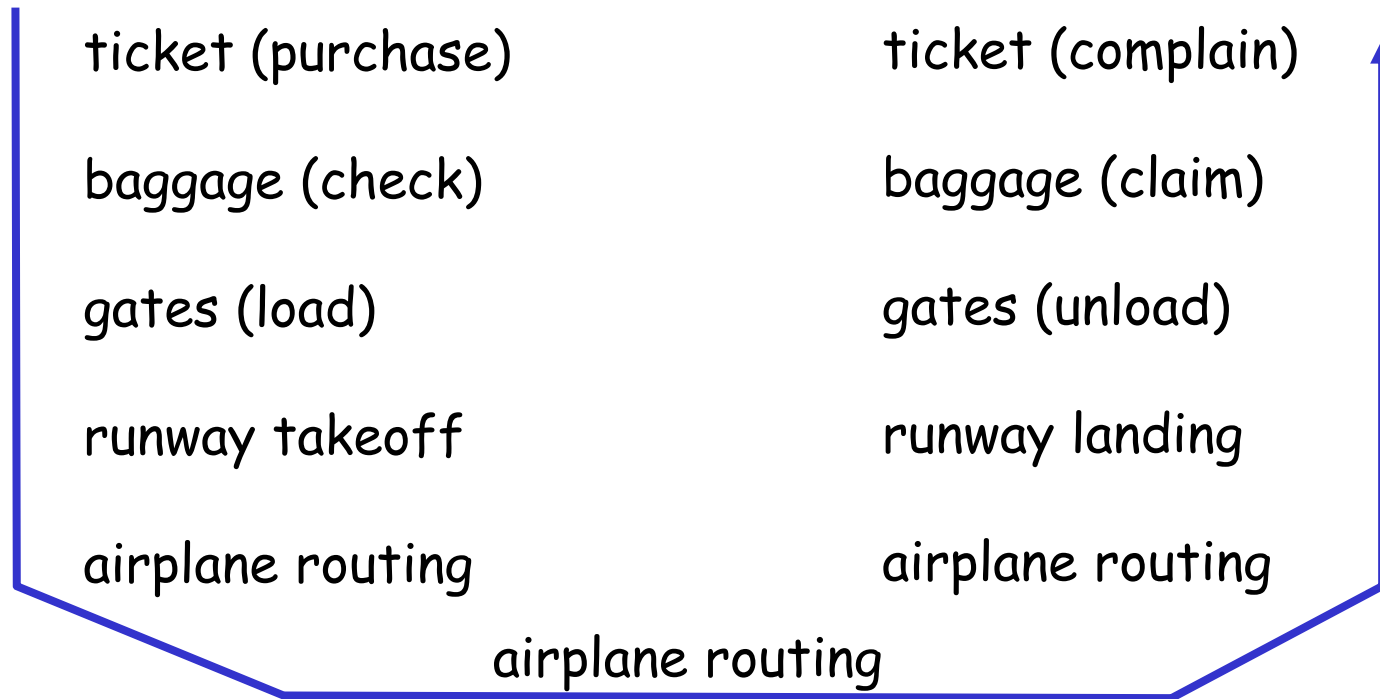 ticket (purchase)
baggage (check)
gates (load)
runway takeoff
airplane routing
ticket (complain)
baggage (claim)
gates (unload)
runway landing
airplane routing
airplane routing